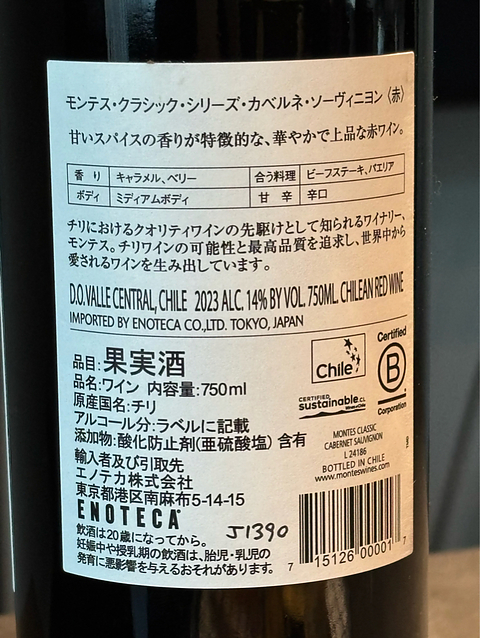 モンテス・クラシック・シリーズ・カベルネ・ソーヴィニヨン〈赤〉
甘いスパイスの香りが特徴的な、華やかで上品な赤ワイン。
香り キャラメル、ベリー 合う料理 ビーフステーキ、パエリア
ボディ ミディアムボディ 甘辛 辛口
チリにおけるクオリティワインの先駆けとして知られるワイナリー、
モンテス。チリワインの可能性と最高品質を追求し、世界中から
愛されるワインを生み出しています。
D.O. VALLE CENTRAL, CHILE 2023 ALC. 14% BY VOL. 750ML. CHILEAN RED WINE
IMPORTED BY ENOTECA CO.,LTD. TOKYO, JAPAN
品目:果実酒
品名:ワイン 内容量:750ml
原産国名:チリ
アルコール分:ラベルに記載
添加物:酸化防止剤(亜硫酸塩)含有
輸入者及び引取先
エノテカ株式会社
東京都港区南麻布5-14-15
ENOTECA
飲酒は20歳になってから。
妊娠中や授乳期の飲酒は、胎児・乳児の
発育に悪影響を与えるおそれがあります。
J1390
Chile
CERTIFIED
sustainable.CL
Certified
B
Corporation
MONTES CLASSIC
CABERNET SAUVIGNON
L 24186
BOTTLED IN CHILE
www.monteswines.com
7 15126 00001 7